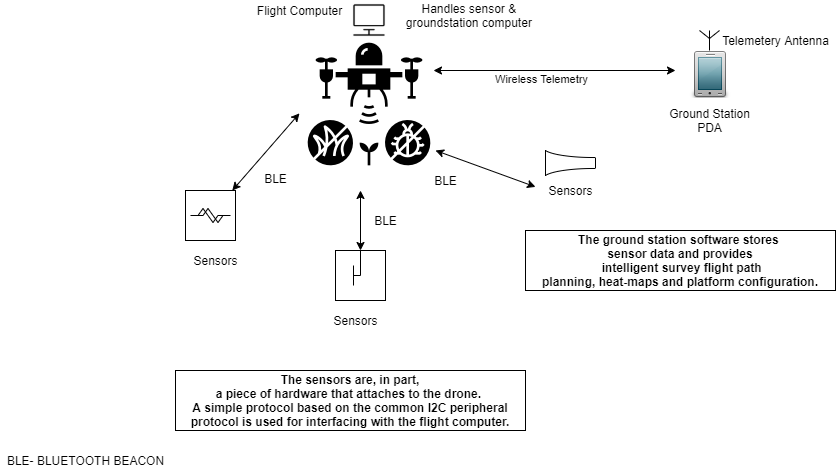 Flight Computer
Handles sensor &
groundstation computer
Telemetery Antenna
Wireless Telemetry
Ground Station
PDA
BLE
BLE
Sensors
BLE
Sensors
Sensors
The ground station software stores
sensor data and provides
intelligent survey flight path
planning, heat-maps and platform configuration.
The sensors are, in part,
a piece of hardware that attaches to the drone.
A simple protocol based on the common I2C peripheral
protocol is used for interfacing with the flight computer.
BLE- BLUETOOTH BEACON